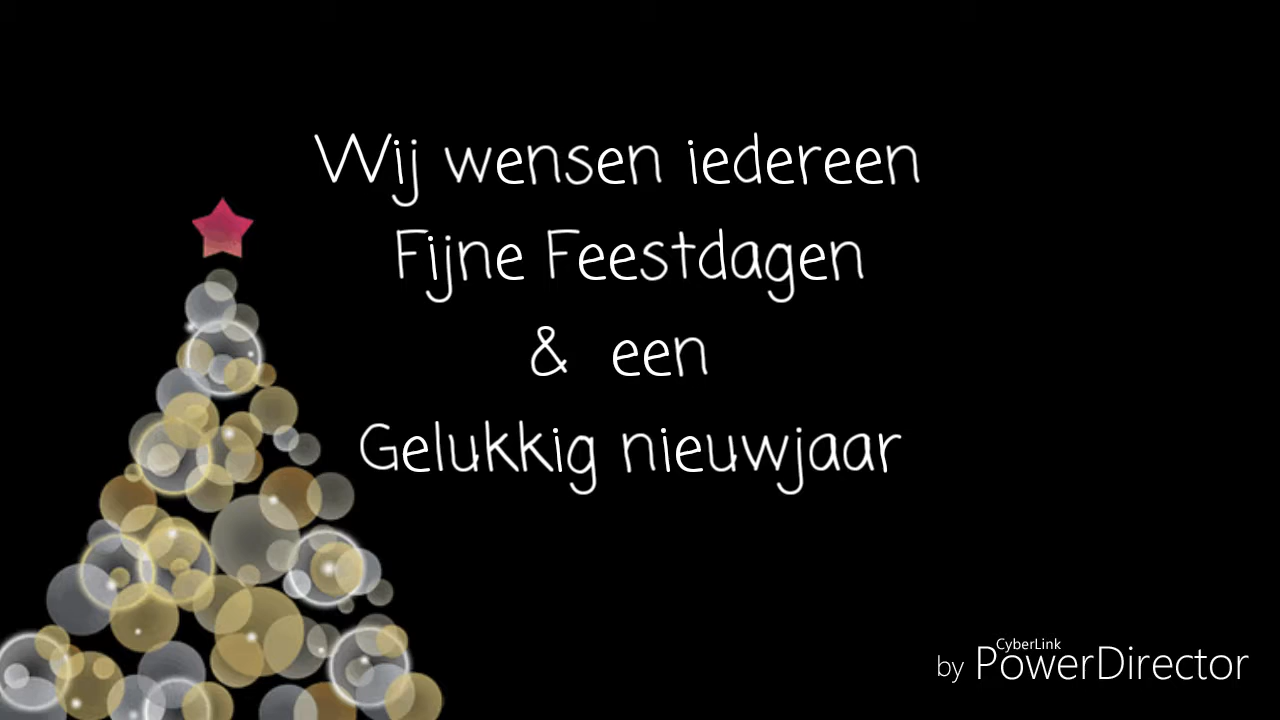 Wij wensen iedereen
Fijne Feestdagen
& een
Gelukkig nieuwjaar
CyberLink
by PowerDirector